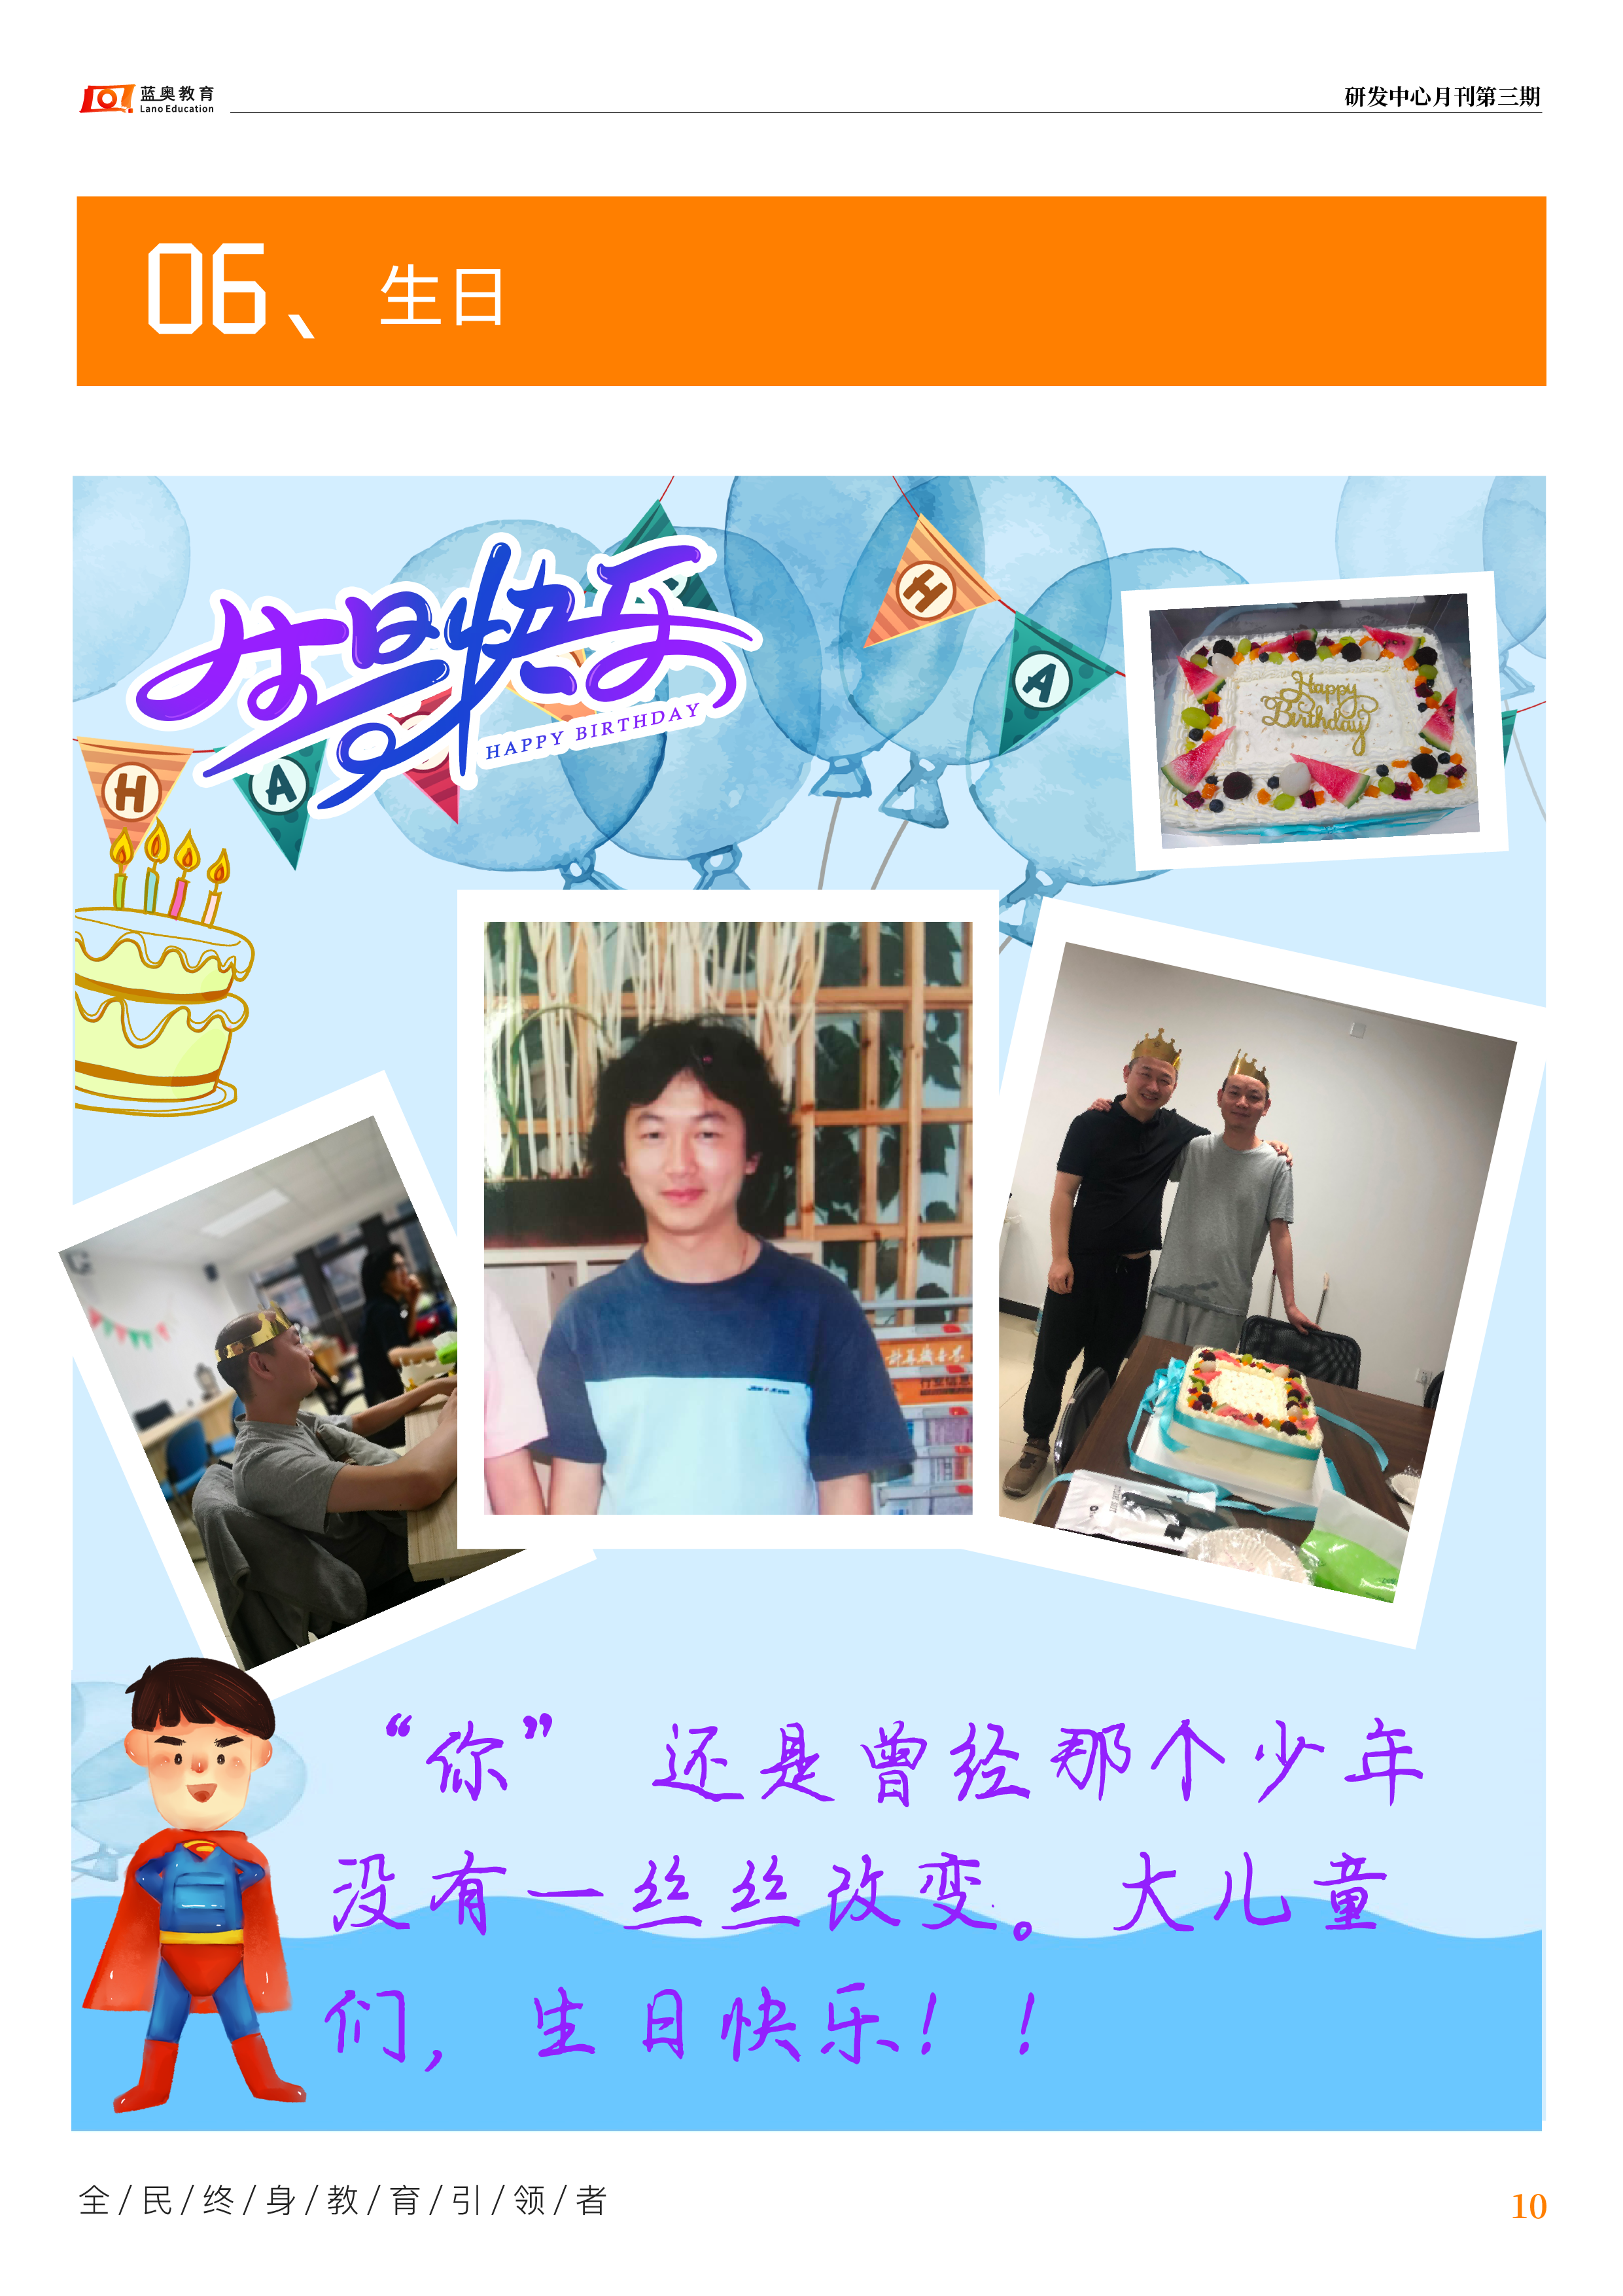 蓝奥教育
Lano Education
研发中心月刊第三期
06、生日
生日快乐
HAPPY BIRTHDAY
H
A
H
A
Happy
Birthday
“你” 还是曾经那个少年
没有一丝丝改变。大儿童
们，生日快乐！！
全/民/终/身/教/育/引/领/者
10